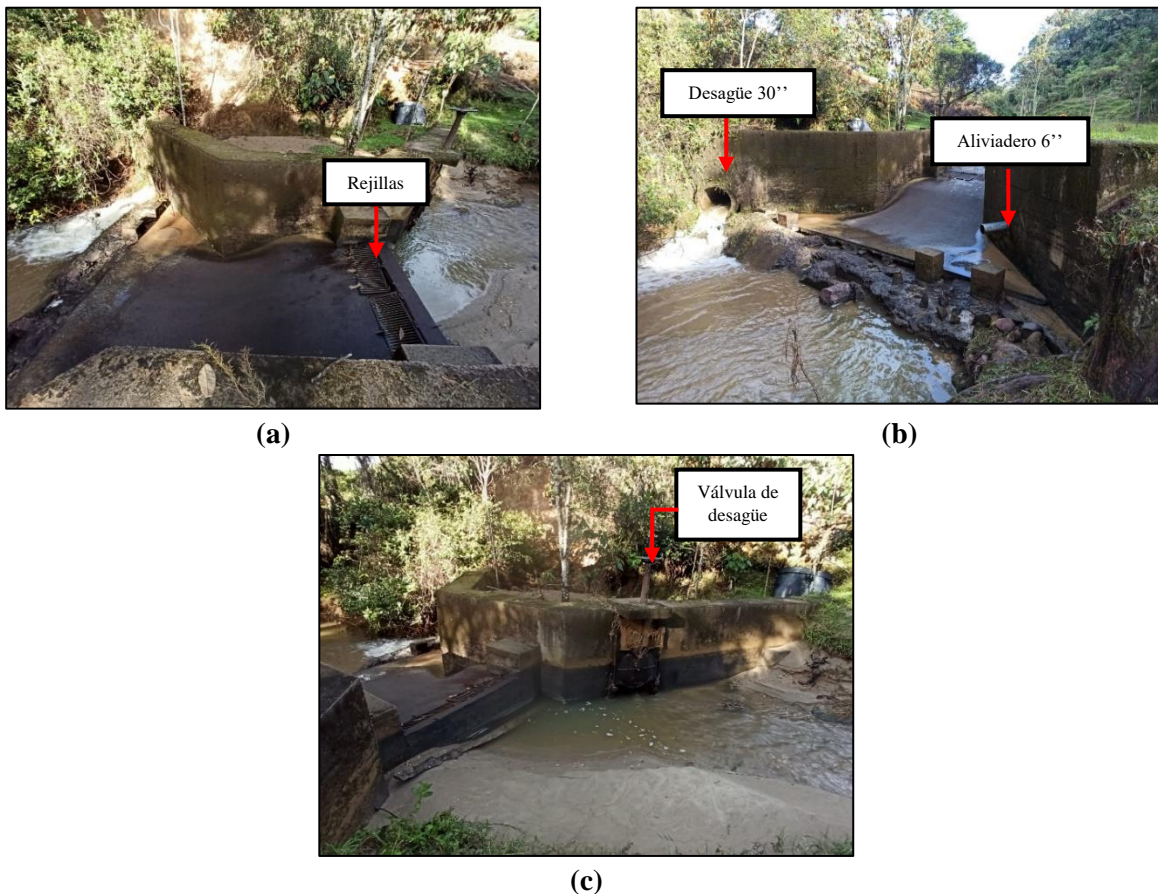 Desagüe 30’’
Aliviadero 6’’
Rejillas
(a)
(b)
Válvula de
desagüe
(c)